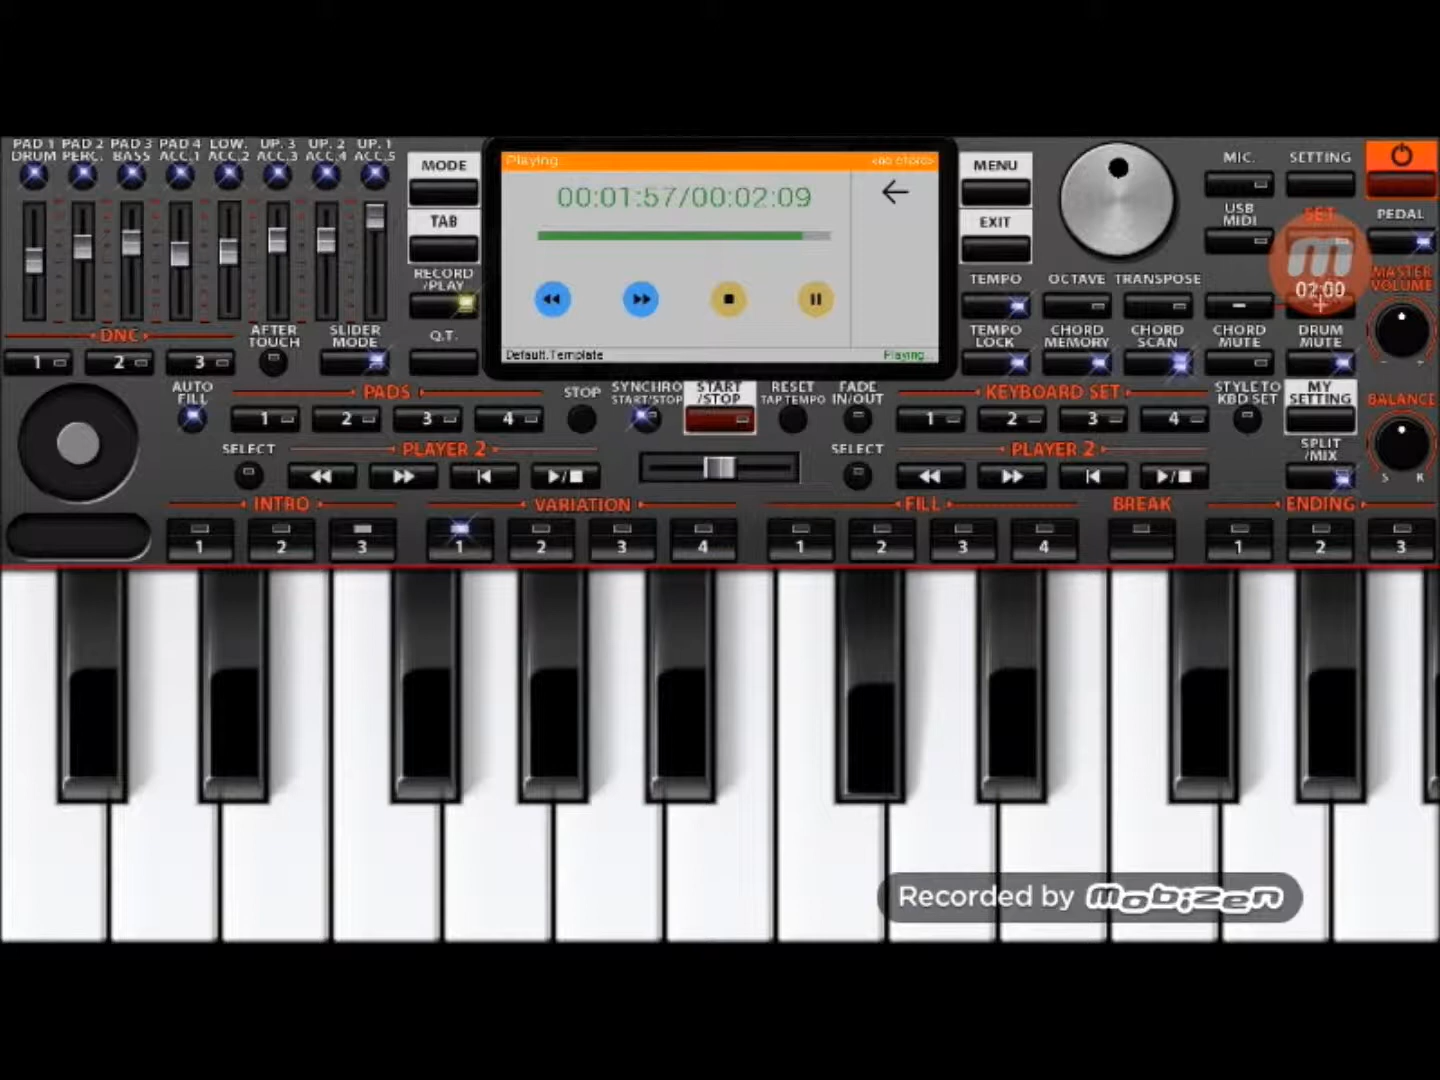 PAD 1 PAD 2 PAD 3 PAD 4 LOW. UP. 3 UP. 2 UP. 1
DRUM PERC. BASS ACC.1 ACC.2 ACC.3 ACC.4 ACC.5
MODE
TAB
RECORD
/PLAY
Q.T.
Playing
00:01:57/00:02:09
Default.Template
Playing...
MENU
EXIT
TEMPO
OCTAVE TRANSPOSE
TEMPO
LOCK
CHORD
MEMORY
CHORD
SCAN
CHORD
MUTE
DRUM
MUTE
MIC.
SETTING
USB
MIDI
SET
PEDAL
m
02:00
MASTER
VOLUME
- +
DNC
1 2 3
AFTER
TOUCH
SLIDER
MODE
AUTO
FILL
PADS
1 2 3 4
STOP
SYNCHRO
START/STOP
START
/STOP
RESET
TAP TEMPO
FADE
IN/OUT
KEYBOARD SET
1 2 3 4
STYLE TO
KBD SET
MY
SETTING
BALANCE
S K
SELECT
PLAYER 2
SELECT
PLAYER 2
SPLIT
/MIX
INTRO
1 2 3
VARIATION
1 2 3 4
FILL
1 2 3 4
BREAK
ENDING
1 2 3
Recorded by mobizen